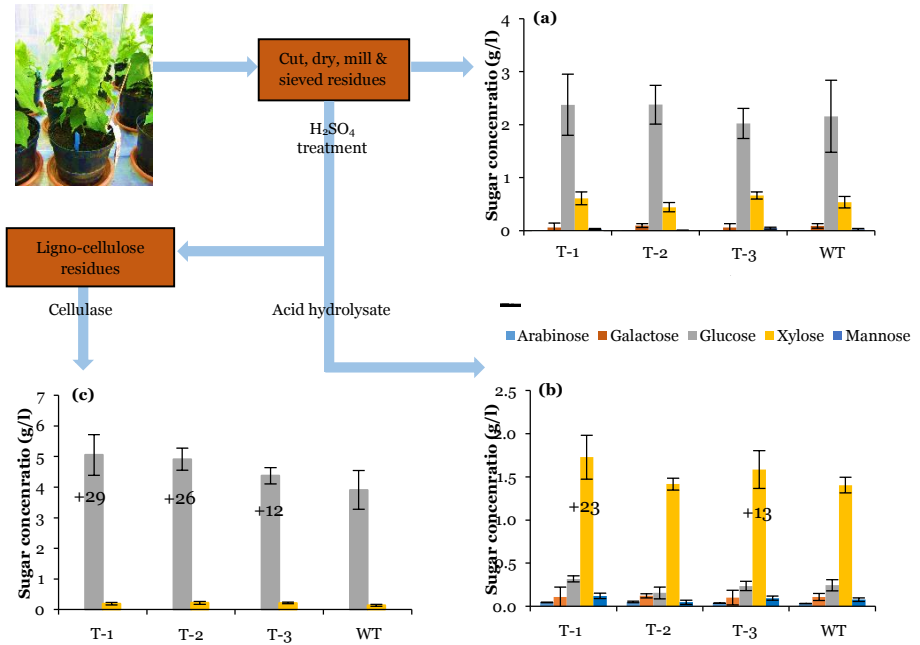 (a)
Cut, dry, mill &
sieved residues
H₂SO₄
treatment
Sugar concenratio (g/l)
4
3
2
1
0
T-1 T-2 T-3 WT
Ligno-cellulose
residues
Cellulase
Acid hydrolysate
Arabinose Galactose Glucose Xylose Mannose
(c)
Sugar concenratio (g/l)
7
6
5
4
3
2
1
0
+29 +26 +12
T-1 T-2 T-3 WT
(b)
Sugar concenratio (g/l)
2.5
2.0
1.5
1.0
0.5
0.0
+23 +13
T-1 T-2 T-3 WT